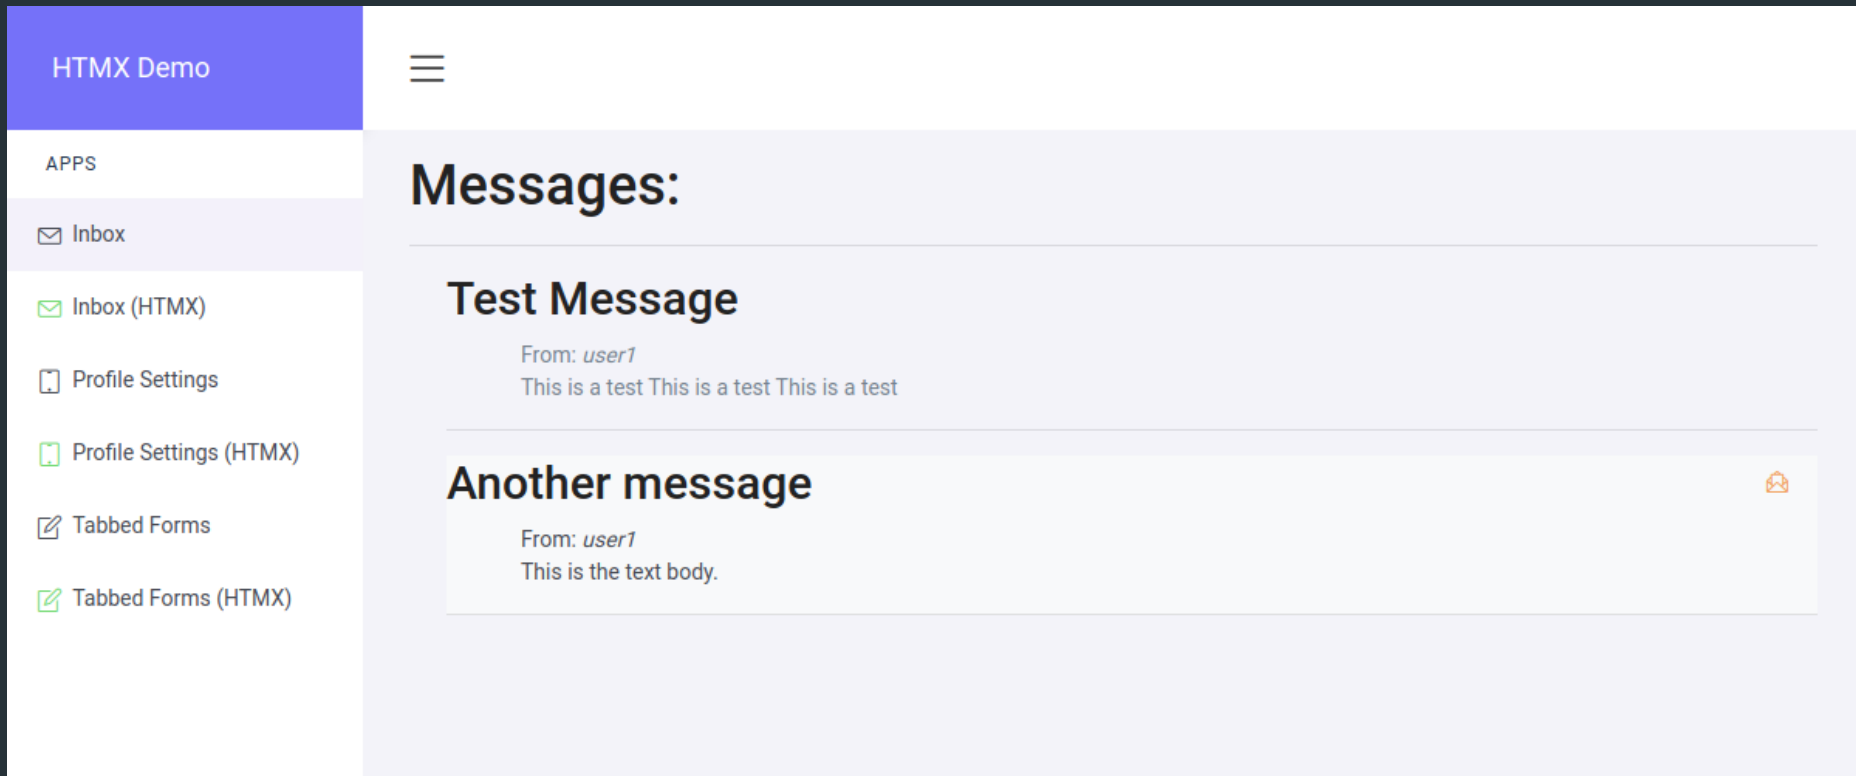 HTMX Demo
APPS
Inbox
Inbox (HTMX)
Profile Settings
Profile Settings (HTMX)
Tabbed Forms
Tabbed Forms (HTMX)
Messages:
Test Message
From: user1
This is a test This is a test This is a test
Another message
From: user1
This is the text body.